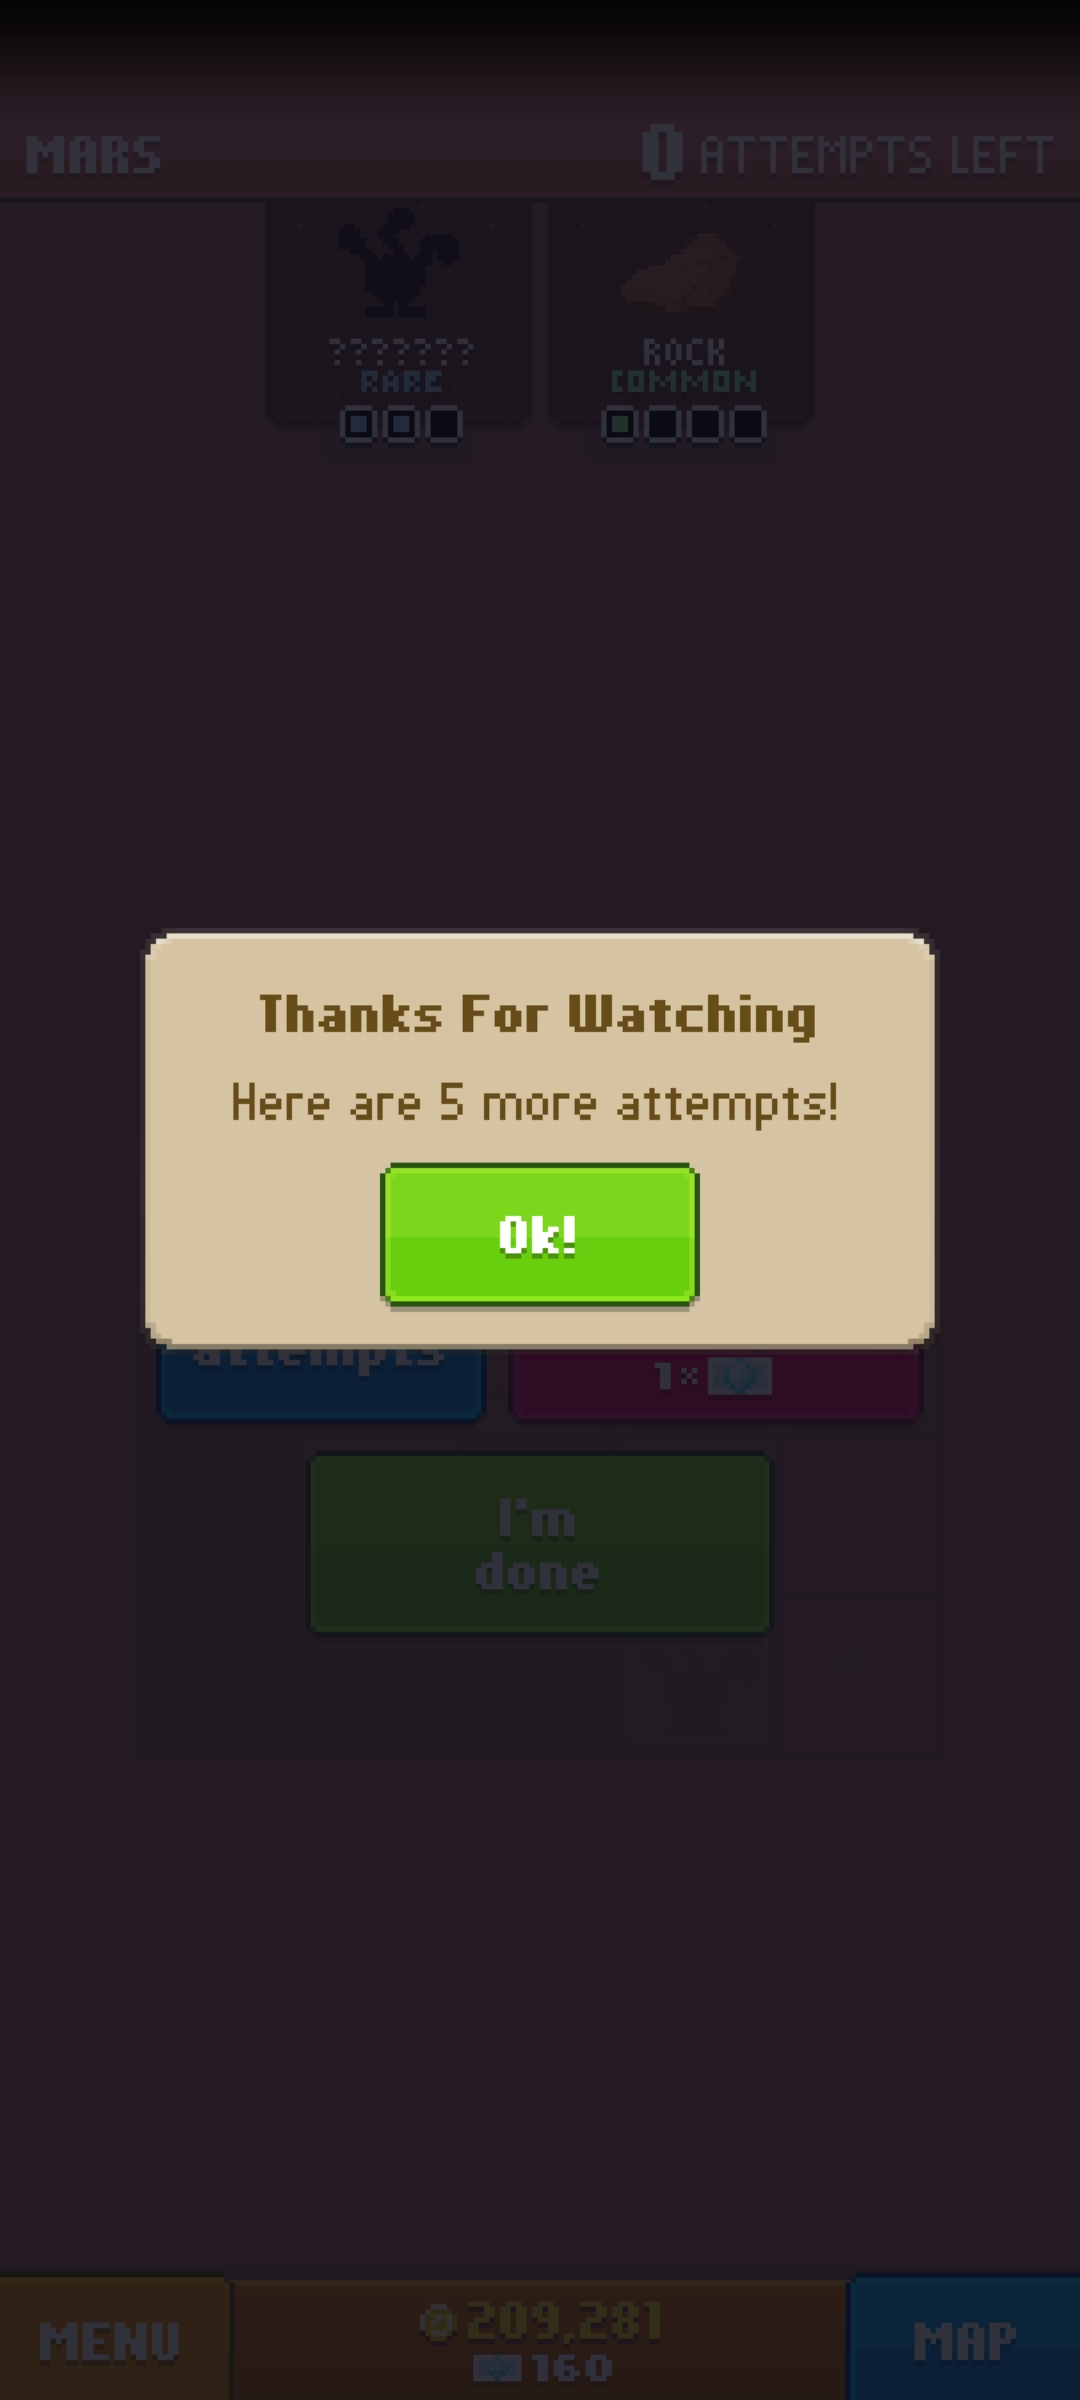 MARS
0 ATTEMPTS LEFT
???????
RARE
ROCK
COMMON
Thanks For Watching
Here are 5 more attempts!
Ok!
attempts
1×
I'm
done
MENU
209,281
160
MAP